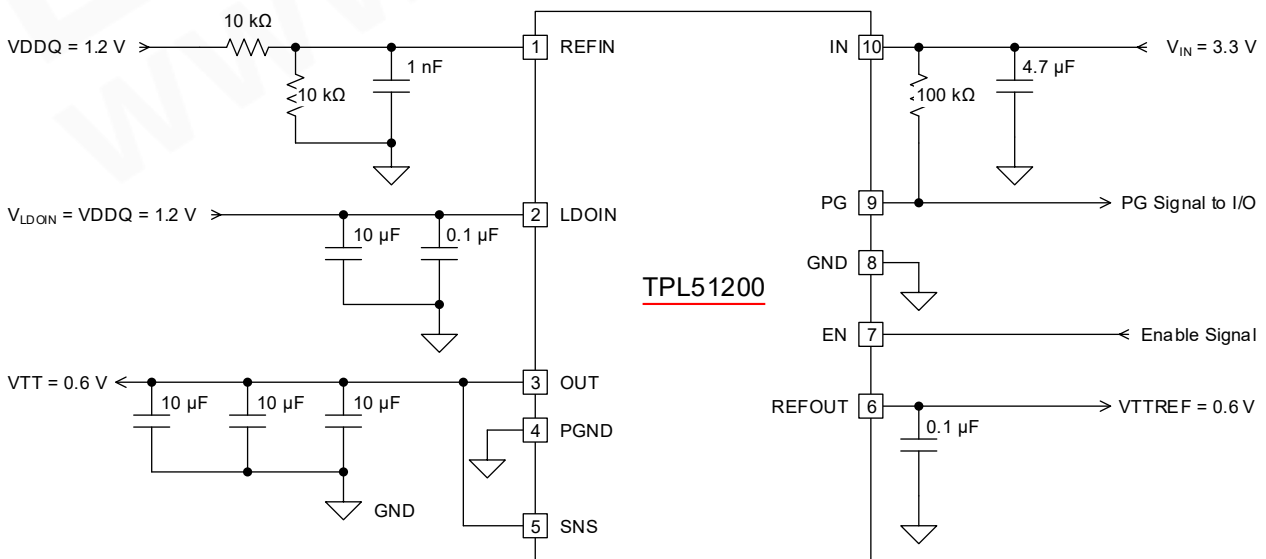 10 kΩ
VDDQ = 1.2 V
1
REFIN
1 nF
10 kΩ
VLDOIN = VDDQ = 1.2 V
2
LDOIN
10 µF
0.1 µF
VTT = 0.6 V
3
OUT
10 µF
10 µF
10 µF
4
PGND
GND
5
SNS
TPL51200
IN
10
VIN = 3.3 V
4.7 µF
100 kΩ
PG
9
PG Signal to I/O
GND
8
EN
7
Enable Signal
REFOUT
6
VTTREF = 0.6 V
0.1 µF